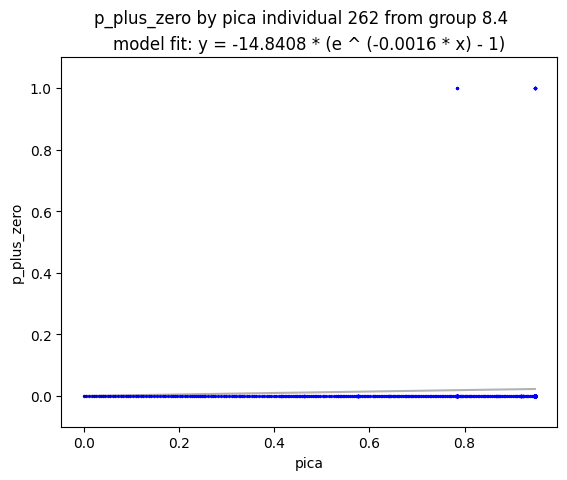 p_plus_zero by pica individual 262 from group 8.4
model fit: y = -14.8408 * (e ^ (-0.0016 * x) - 1)
1.0
0.8
0.6
0.4
0.2
0.0
p_plus_zero
0.0 0.2 0.4 0.6 0.8
pica